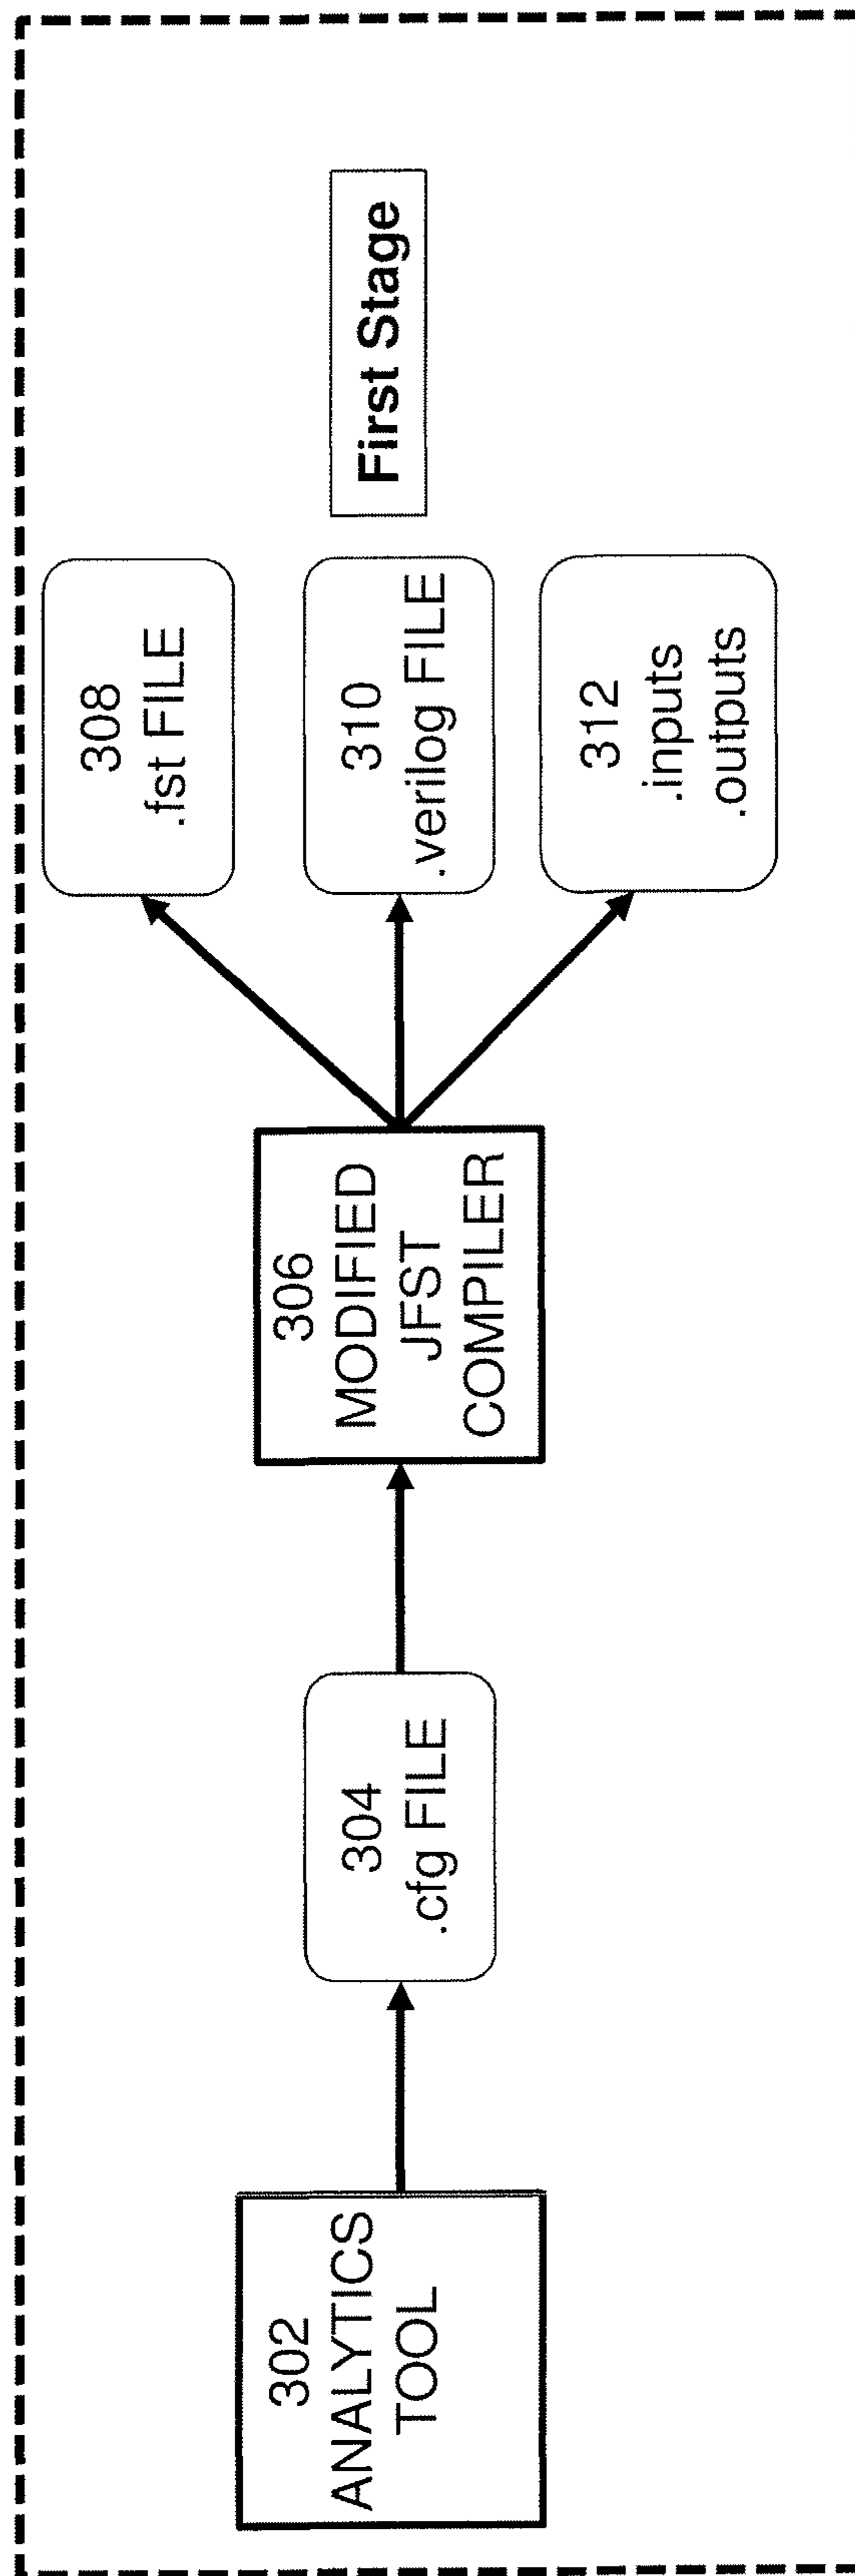 302
ANALYTICS
TOOL
304
.cfg FILE
306
MODIFIED
JFST
COMPILER
308
.fst FILE
310
.verilog FILE
312
.inputs
.outputs
First Stage